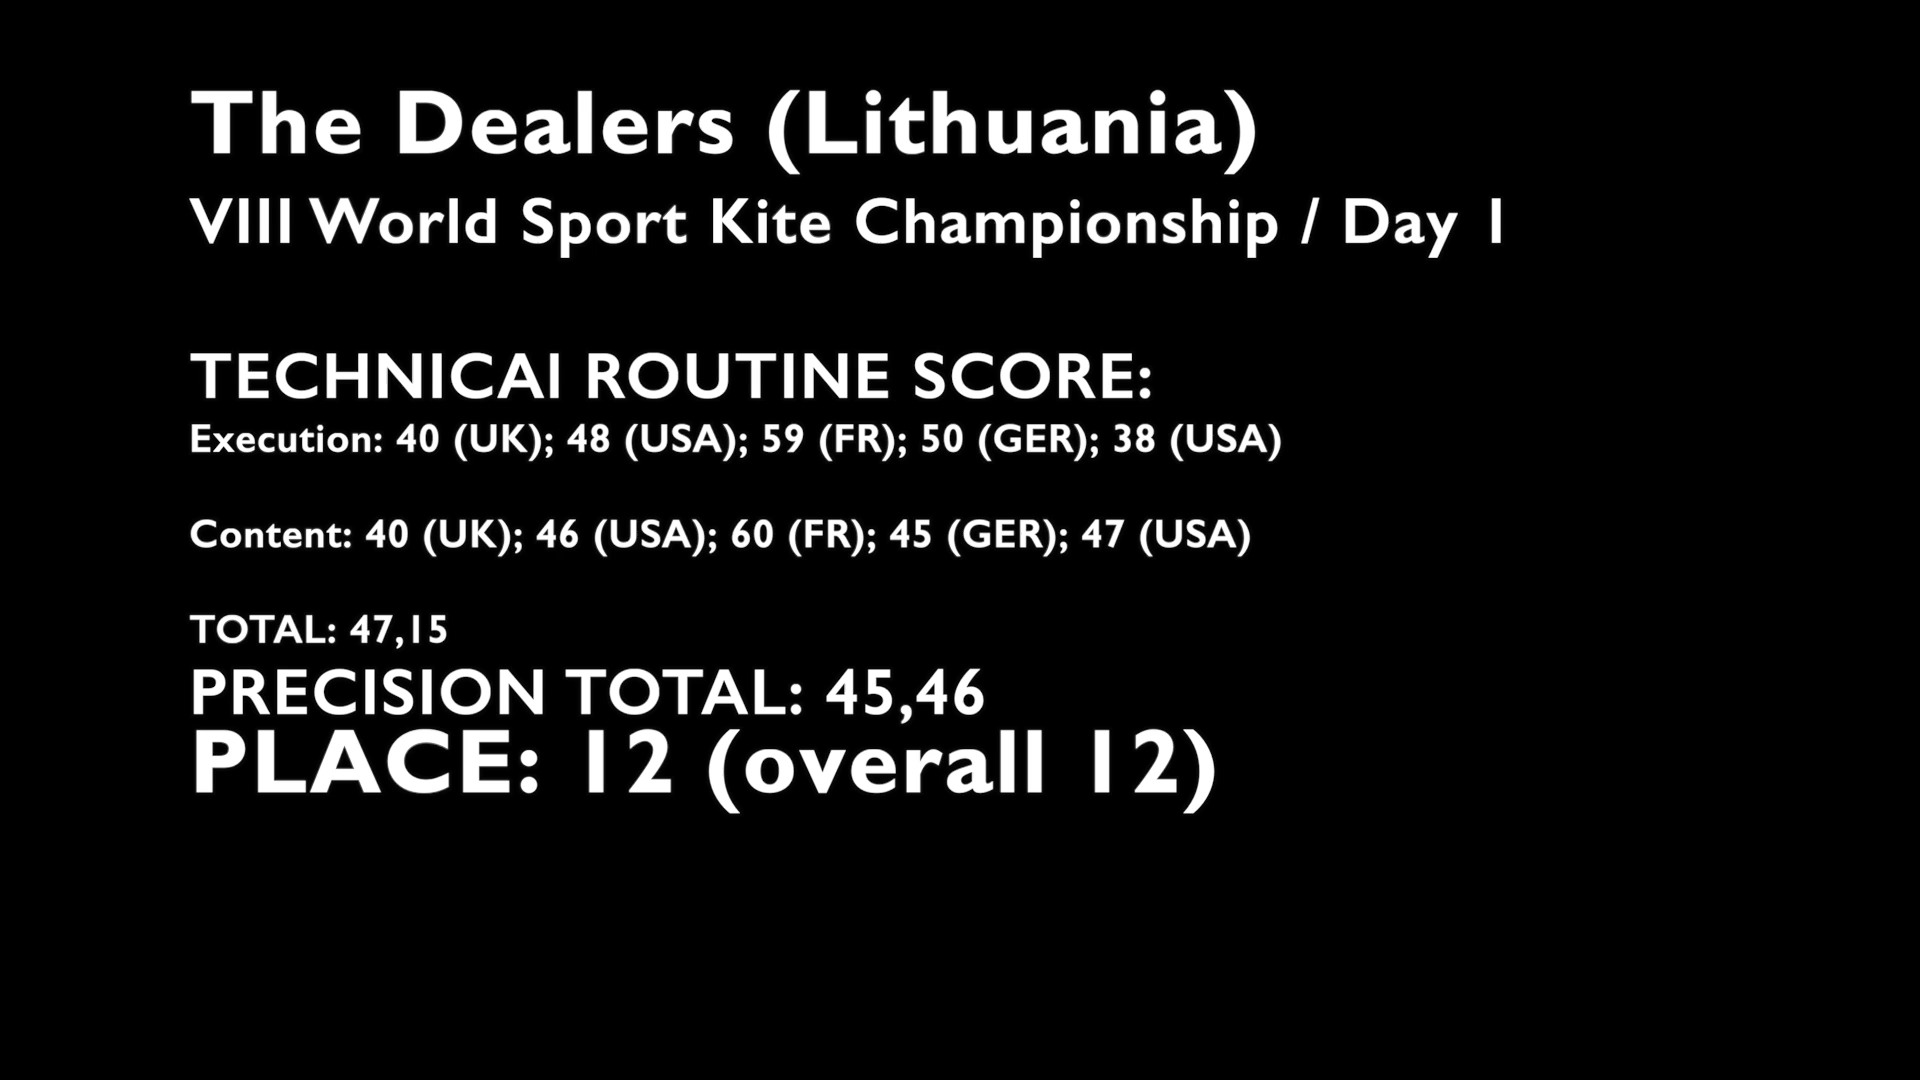 The Dealers (Lithuania)
VIII World Sport Kite Championship / Day 1
TECHNICAl ROUTINE SCORE:
Execution: 40 (UK); 48 (USA); 59 (FR); 50 (GER); 38 (USA)
Content: 40 (UK); 46 (USA); 60 (FR); 45 (GER); 47 (USA)
TOTAL: 47,15
PRECISION TOTAL: 45,46
PLACE: 12 (overall 12)